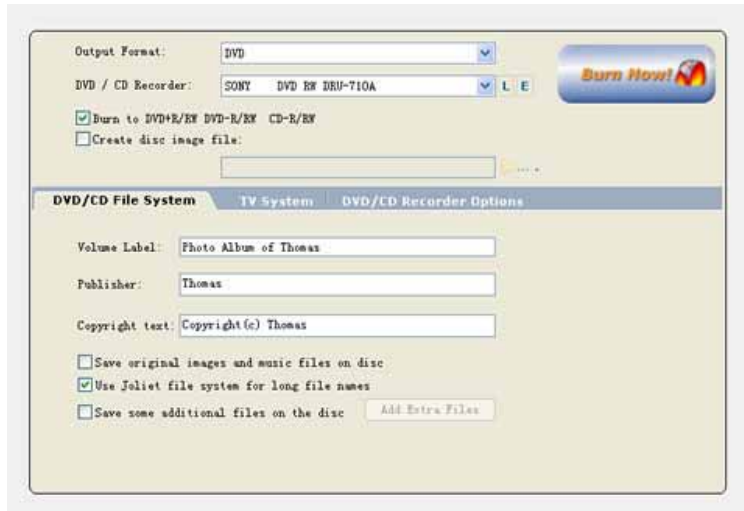 Output Format: DVD
Burn Now!
DVD / CD Recorder: SONY DVD RW DRU-710A L E
Burn to DVD+R/RW DVD-R/RW CD-R/RW
Create disc image file:
...
DVD/CD File System TV System DVD/CD Recorder Options
Volume Label: Photo Album of Thomas
Publisher: Thomas
Copyright text: Copyright(c) Thomas
Save original images and music files on disc
Use Joliet file system for long file names
Save some additional files on the disc Add Extra Files